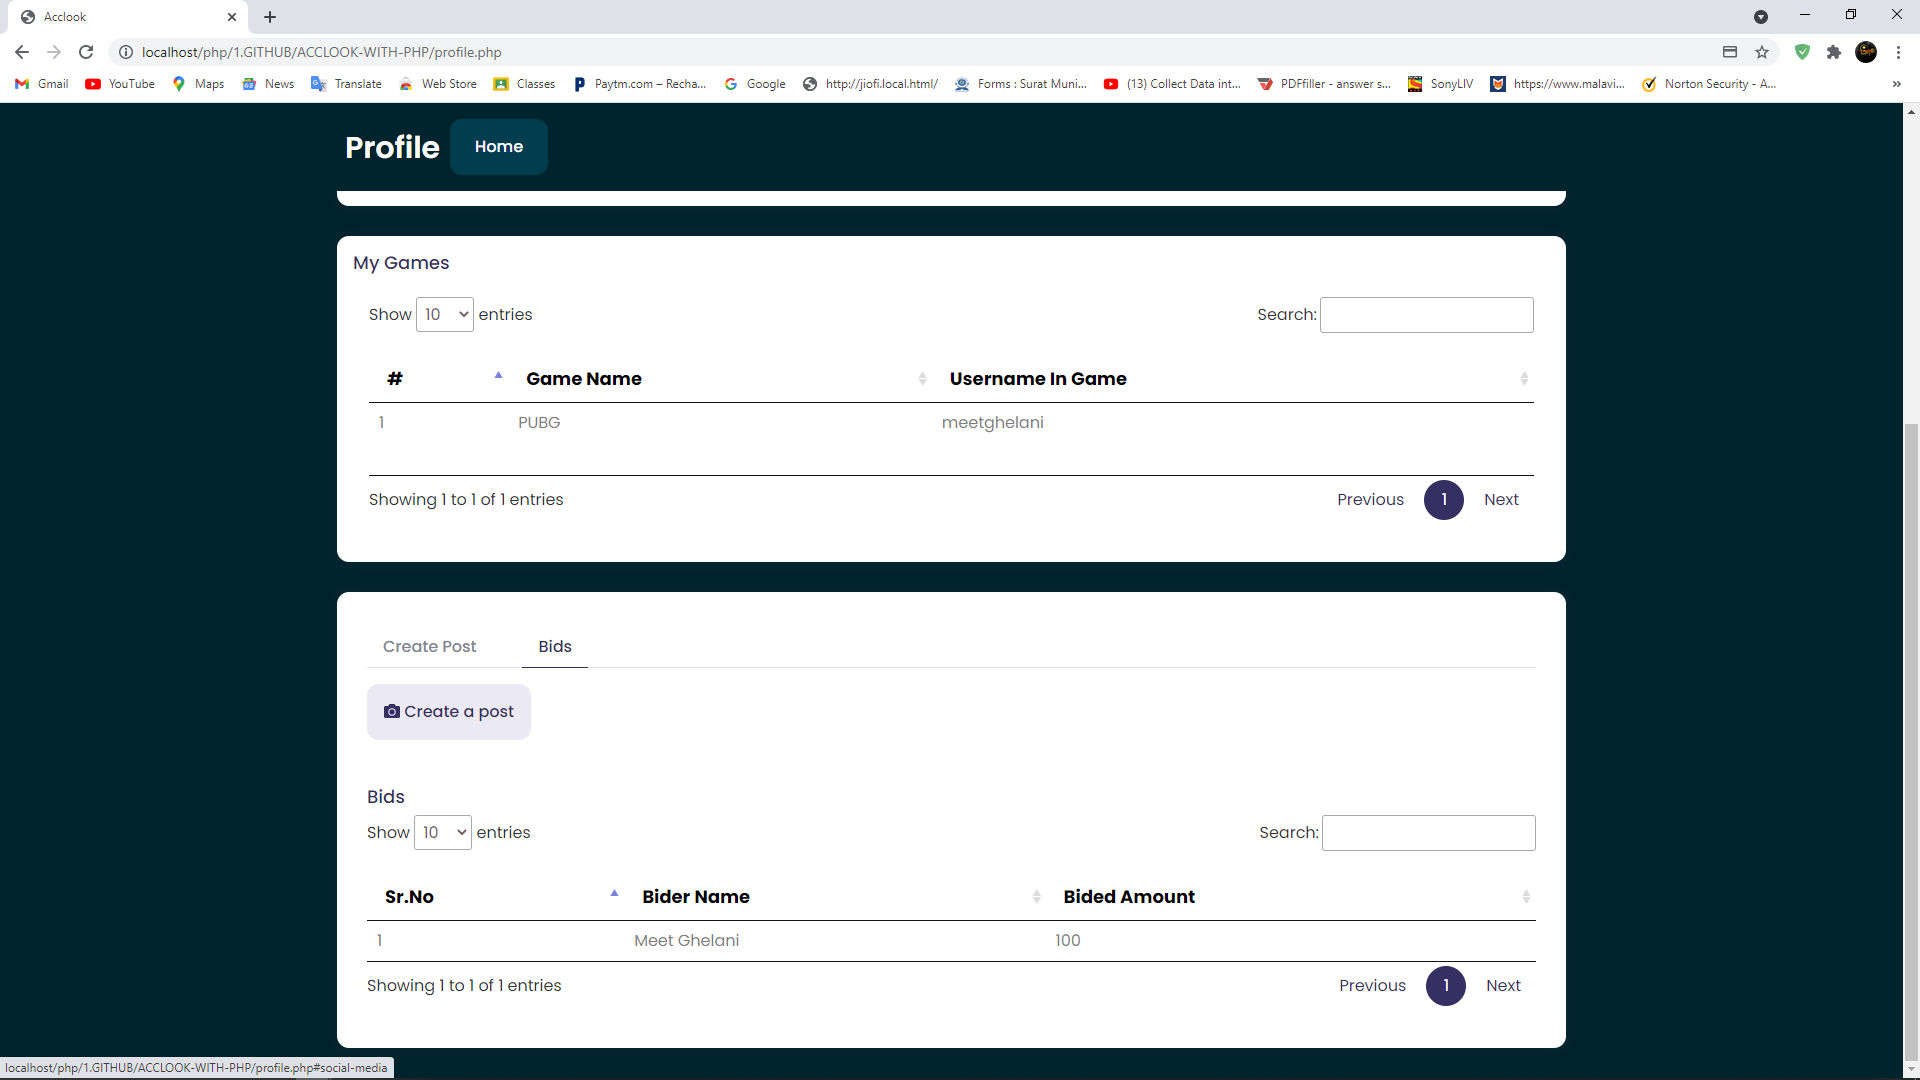 Acclook
localhost/php/1.GITHUB/ACCLOOK-WITH-PHP/profile.php
Gmail YouTube Maps News Translate Web Store Classes Paytm.com – Recha... Google http://jiofi.local.html/ Forms : Surat Muni... (13) Collect Data int... PDFfiller - answer s... SonyLIV https://www.malavi... Norton Security - A... »
Profile Home
My Games
Show 10 entries Search:
# Game Name Username In Game
1 PUBG meetghelani
Showing 1 to 1 of 1 entries Previous 1 Next
Create Post Bids
Create a post
Bids
Show 10 entries Search:
Sr.No Bider Name Bided Amount
1 Meet Ghelani 100
Showing 1 to 1 of 1 entries Previous 1 Next
localhost/php/1.GITHUB/ACCLOOK-WITH-PHP/profile.php#social-media